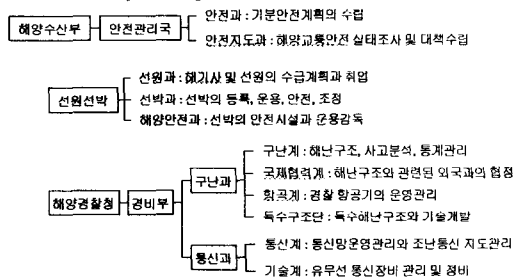 해양수산부
안전관리국
안전과 : 기분안전계획의 수립
안전지도과 : 해양교통안전 실태조사 및 대책수립
선원선박
선원과 : 해기사 및 선원의 수급계획과 취업
선박과 : 선박의 등록, 운용, 안전, 조정
해양안전과 : 선박의 안전시설과 운용감독
해양경찰청
경비부
구난과
구난계 : 해난구조, 사고분석, 통계관리
국제협력계 : 해난구조와 관련된 외국과의 협정
항공계 : 경찰 항공기의 운영관리
특수구조단 : 특수해난구조와 기술개발
통신과
통신계 : 통신망운영관리와 조난통신 지도관리
기술계 : 유무선 통신장비 관리 및 정비